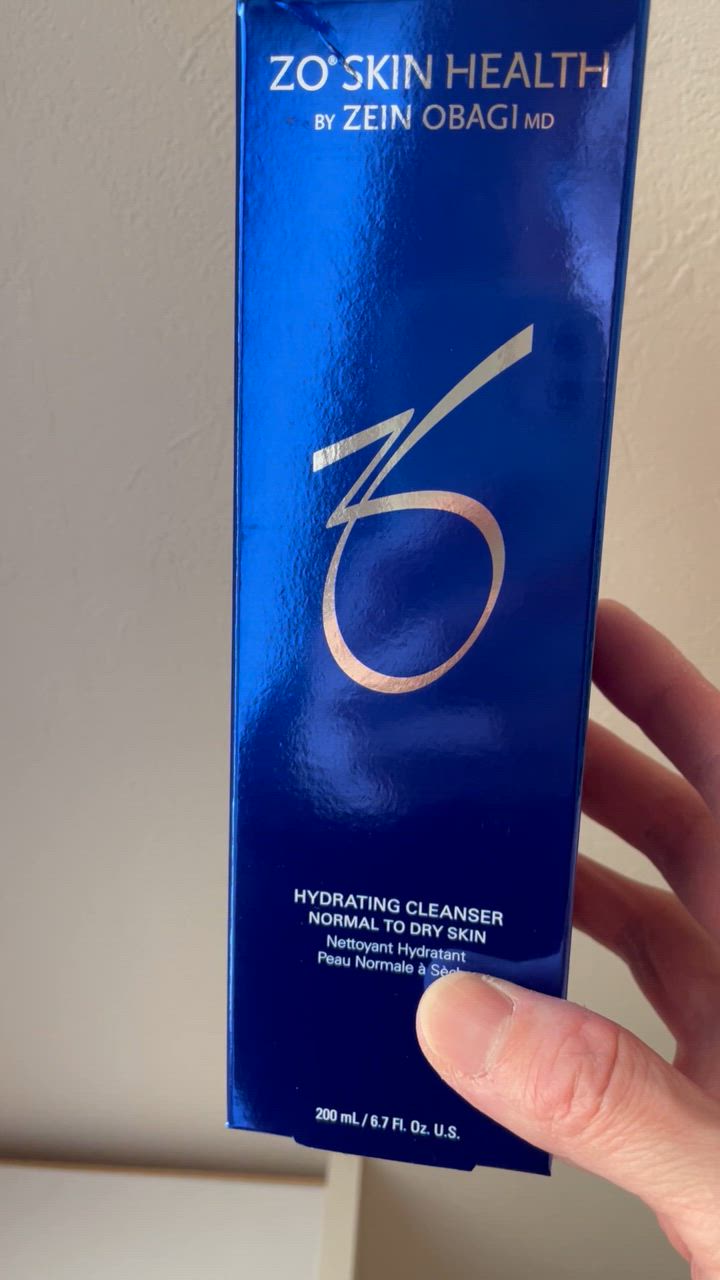 ZO® SKIN HEALTH
BY ZEIN OBAGI MD
HYDRATING CLEANSER
NORMAL TO DRY SKIN
Nettoyant Hydratant
Peau Normale à
200 mL / 6.7 Fl. Oz. U.S.